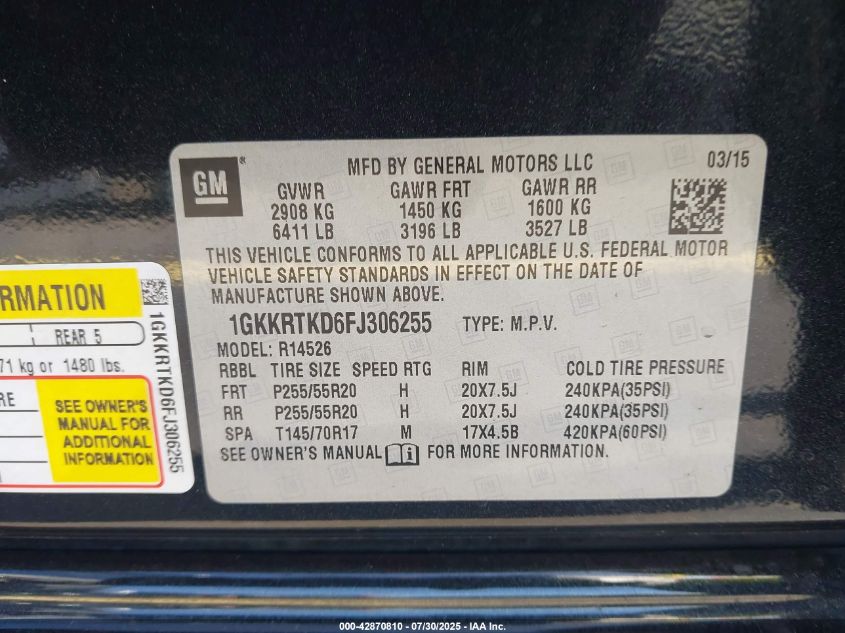 GM ®
MFD BY GENERAL MOTORS LLC 03/15
GVWR GAWR FRT GAWR RR
2908 KG 1450 KG 1600 KG
6411 LB 3196 LB 3527 LB
THIS VEHICLE CONFORMS TO ALL APPLICABLE U.S. FEDERAL MOTOR
VEHICLE SAFETY STANDARDS IN EFFECT ON THE DATE OF
MANUFACTURE SHOWN ABOVE.
1GKKRTKD6FJ306255 TYPE: M.P.V.
MODEL: R14526
RBBL TIRE SIZE SPEED RTG RIM COLD TIRE PRESSURE
FRT P255/55R20 H 20X7.5J 240KPA(35PSI)
RR P255/55R20 H 20X7.5J 240KPA(35PSI)
SPA T145/70R17 M 17X4.5B 420KPA(60PSI)
SEE OWNER'S MANUAL FOR MORE INFORMATION.
RMATION
REAR 5
71 kg or 1480 lbs.
RE
SEE OWNER'S
MANUAL FOR
ADDITIONAL
INFORMATION
1GKKRTKD6FJ306255
000-42870810 - 07/30/2025 - IAA Inc.